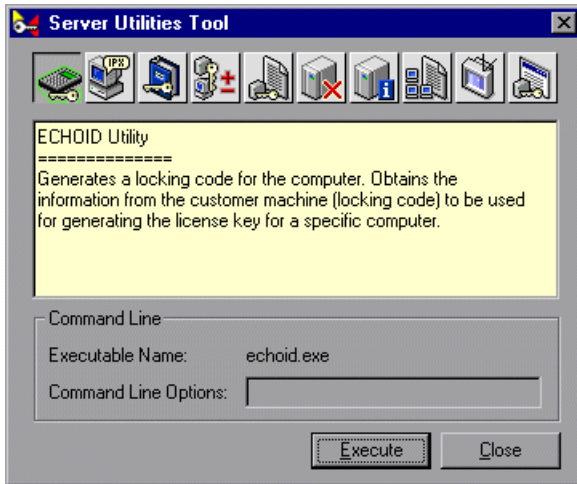 Server Utilities Tool
IPX
ECHOID Utility
==============
Generates a locking code for the computer. Obtains the
information from the customer machine (locking code) to be used
for generating the license key for a specific computer.
Command Line
Executable Name: echoid.exe
Command Line Options:
Execute Close